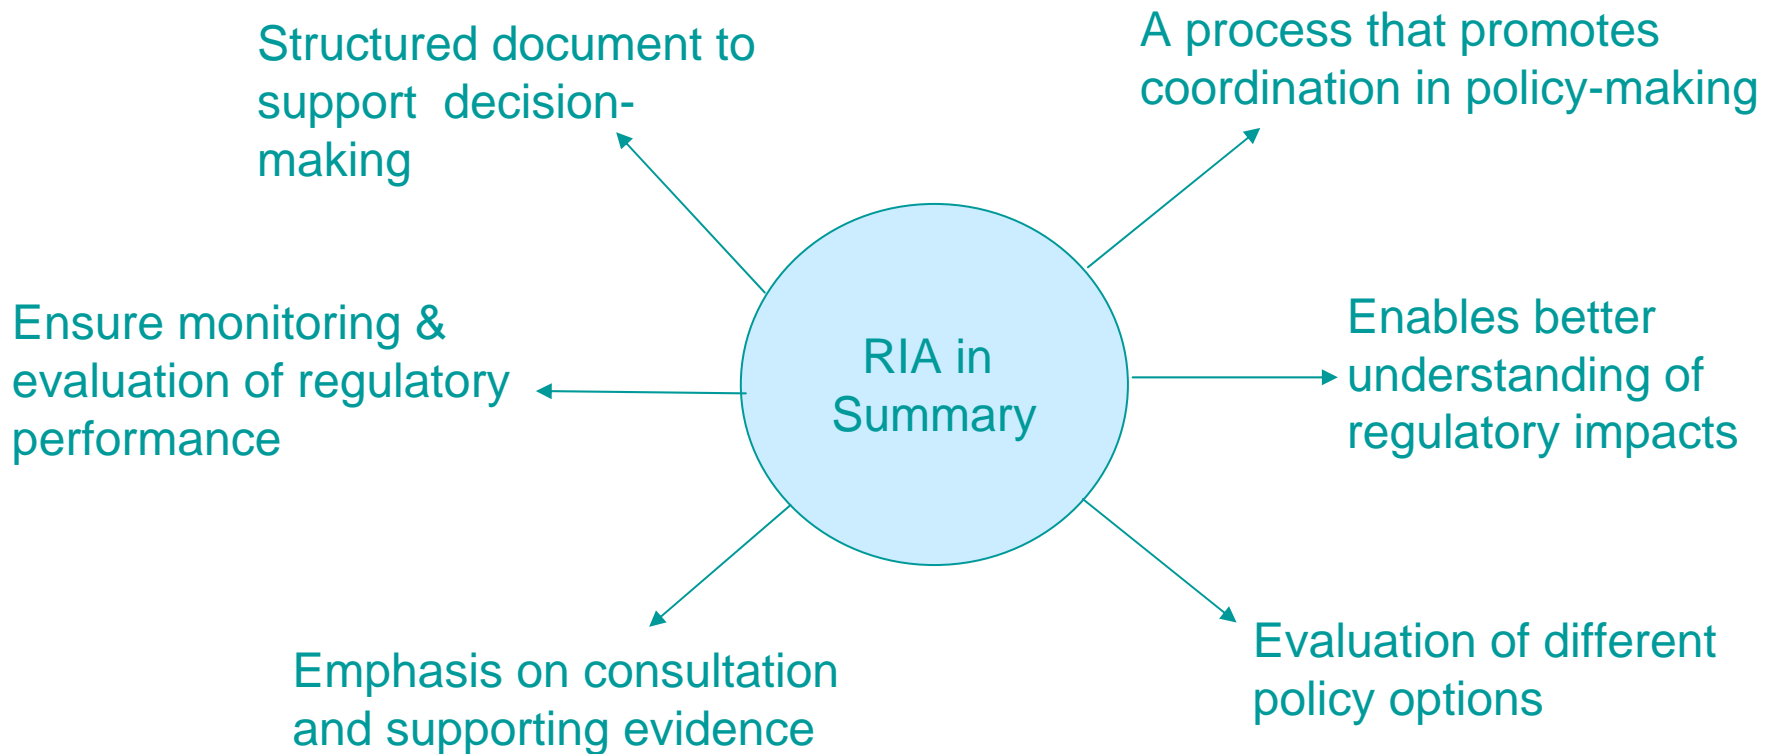 Structured document to
support decision-
making
A process that promotes
coordination in policy-making
Ensure monitoring &
evaluation of regulatory
performance
RIA in
Summary
Enables better
understanding of
regulatory impacts
Emphasis on consultation
and supporting evidence
Evaluation of different
policy options